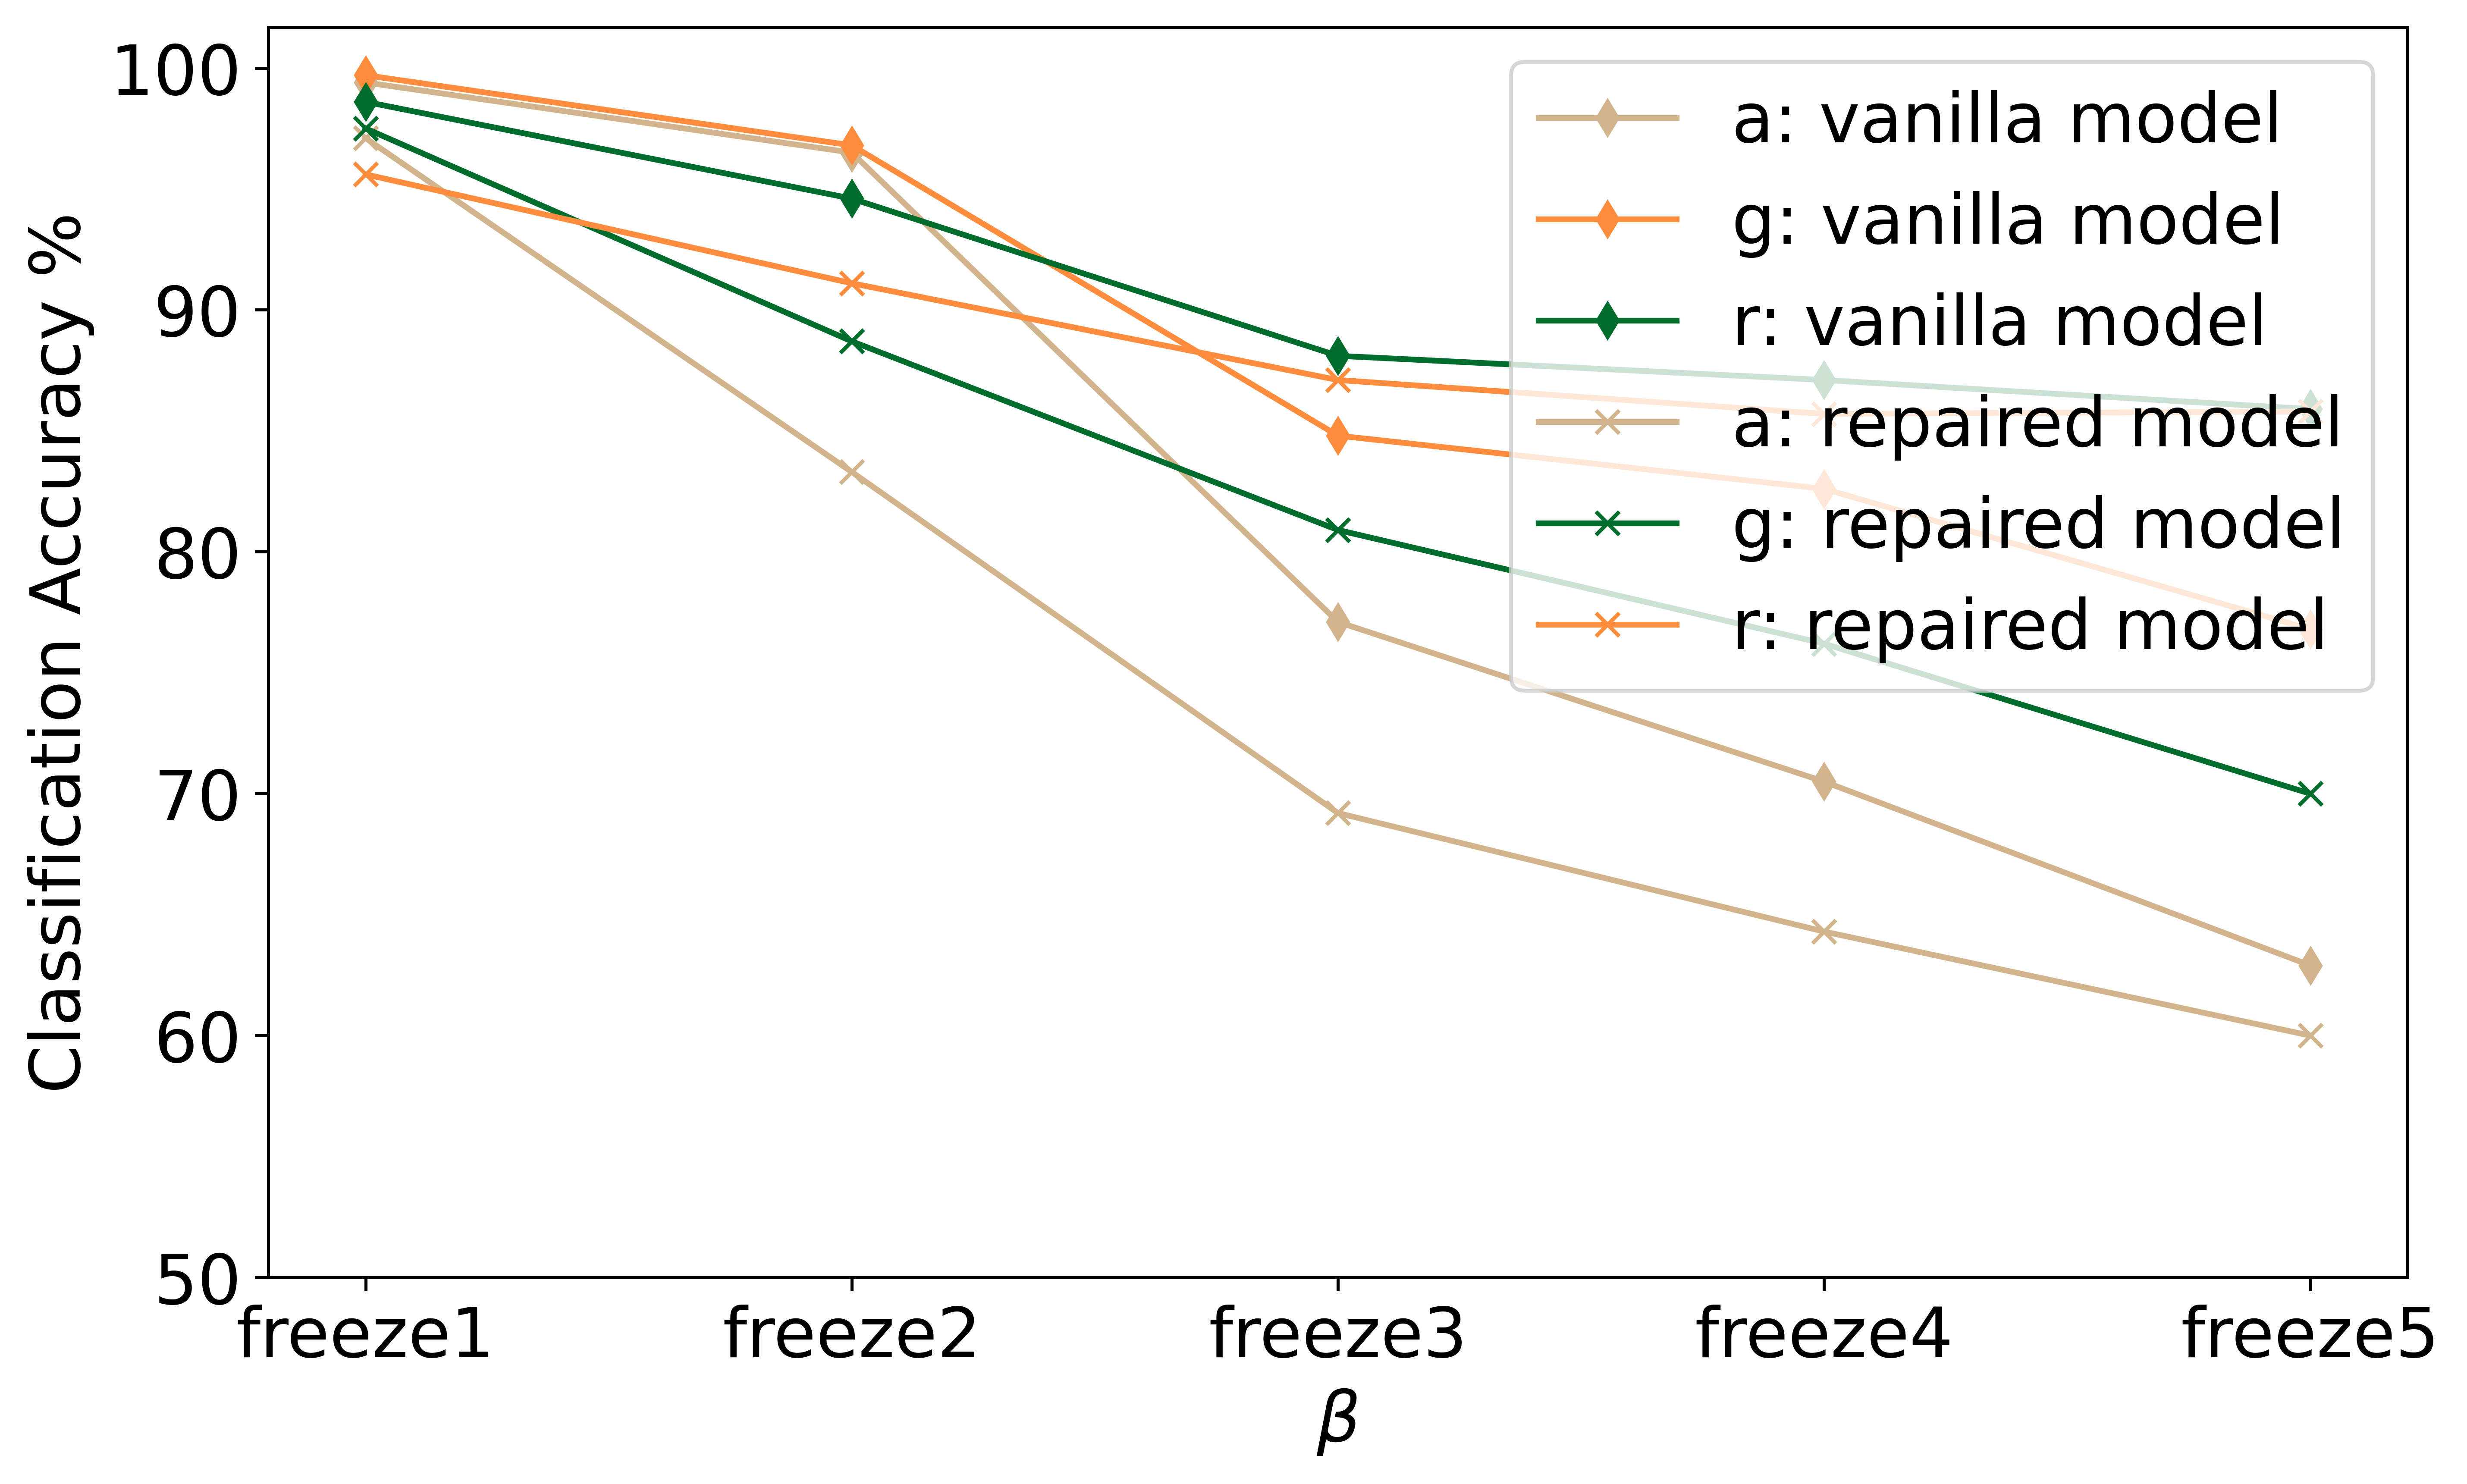 Classification Accuracy %
100
90
80
70
60
50
freeze1
freeze2
freeze3
freeze4
freeze5
β
a: vanilla model
g: vanilla model
r: vanilla model
a: repaired model
g: repaired model
r: repaired model